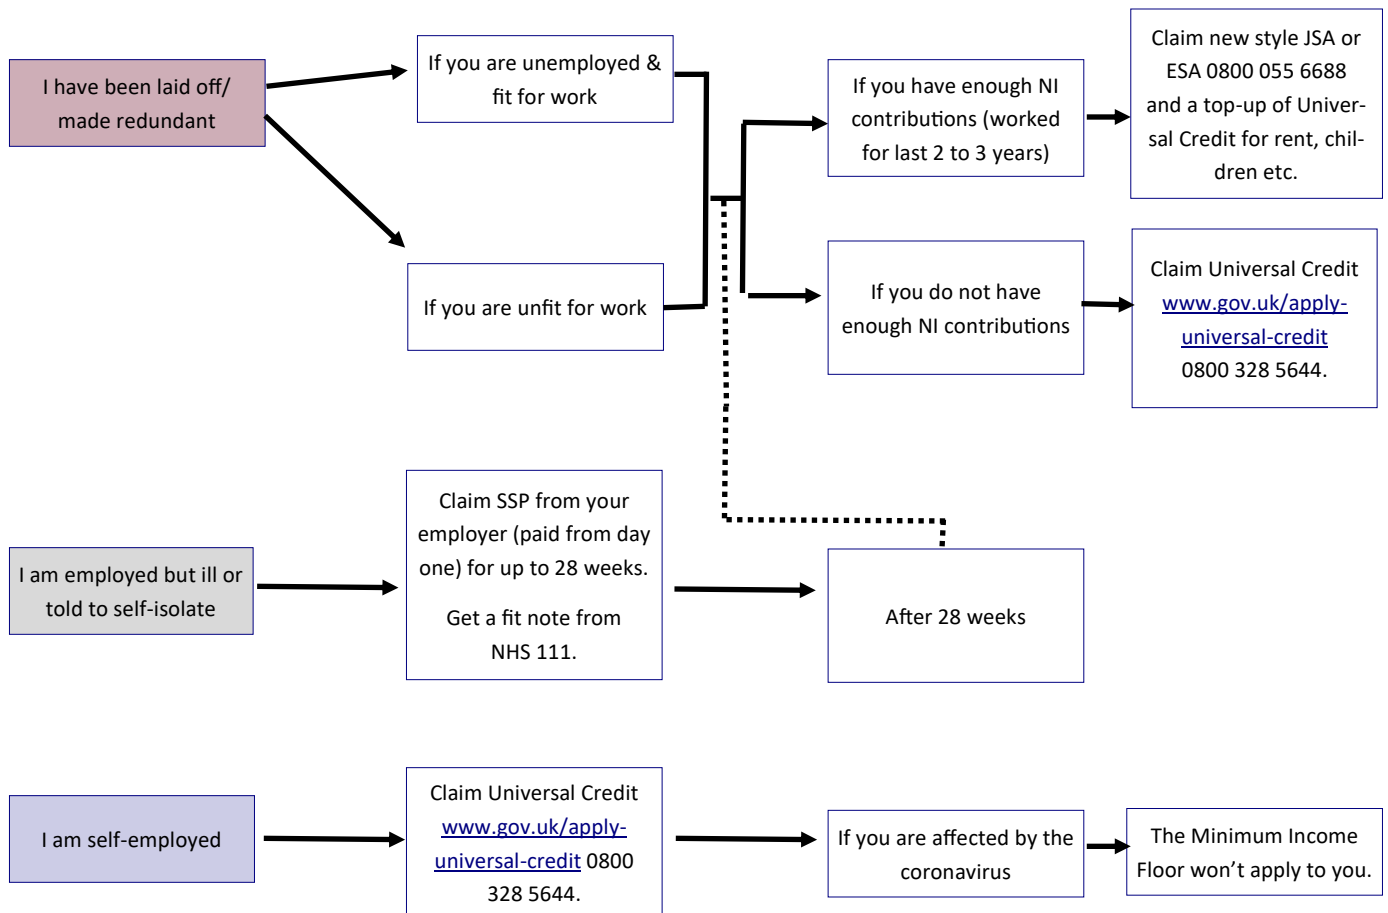 I have been laid off/
made redundant
If you are unemployed &
fit for work
If you are unfit for work
If you have enough NI
contributions (worked
for last 2 to 3 years)
Claim new style JSA or
ESA 0800 055 6688
and a top-up of Univer-
sal Credit for rent, chil-
dren etc.
If you do not have
enough NI contributions
Claim Universal Credit
www.gov.uk/apply-
universal-credit
0800 328 5644.
I am employed but ill or
told to self-isolate
Claim SSP from your
employer (paid from day
one) for up to 28 weeks.
Get a fit note from
NHS 111.
After 28 weeks
I am self-employed
Claim Universal Credit
www.gov.uk/apply-
universal-credit 0800
328 5644.
If you are affected by the
coronavirus
The Minimum Income
Floor won’t apply to you.